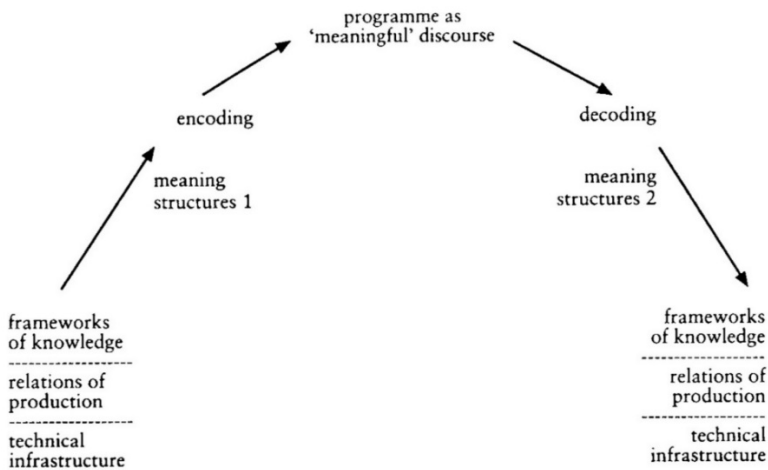 programme as
‘meaningful’ discourse
encoding
decoding
meaning
structures 1
meaning
structures 2
frameworks
of knowledge
relations of
production
technical
infrastructure
frameworks
of knowledge
relations of
production
technical
infrastructure